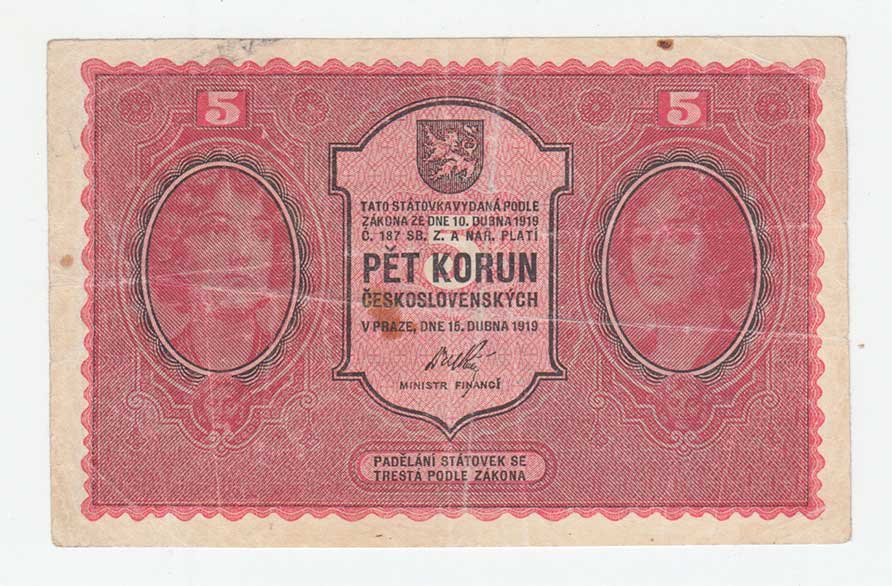 5 5
TATO STÁTOVKA VYDANÁ PODLE
ZÁKONA ZE DNE 10. DUBNA 1919
Č. 187 SB. Z. A NAŘ. PLATÍ
5
PĚT KORUN
ČESKOSLOVENSKÝCH
V PRAZE, DNE 15. DUBNA 1919
MINISTR FINANCÍ
PADĚLÁNÍ STÁTOVEK SE
TRESTÁ PODLE ZÁKONA